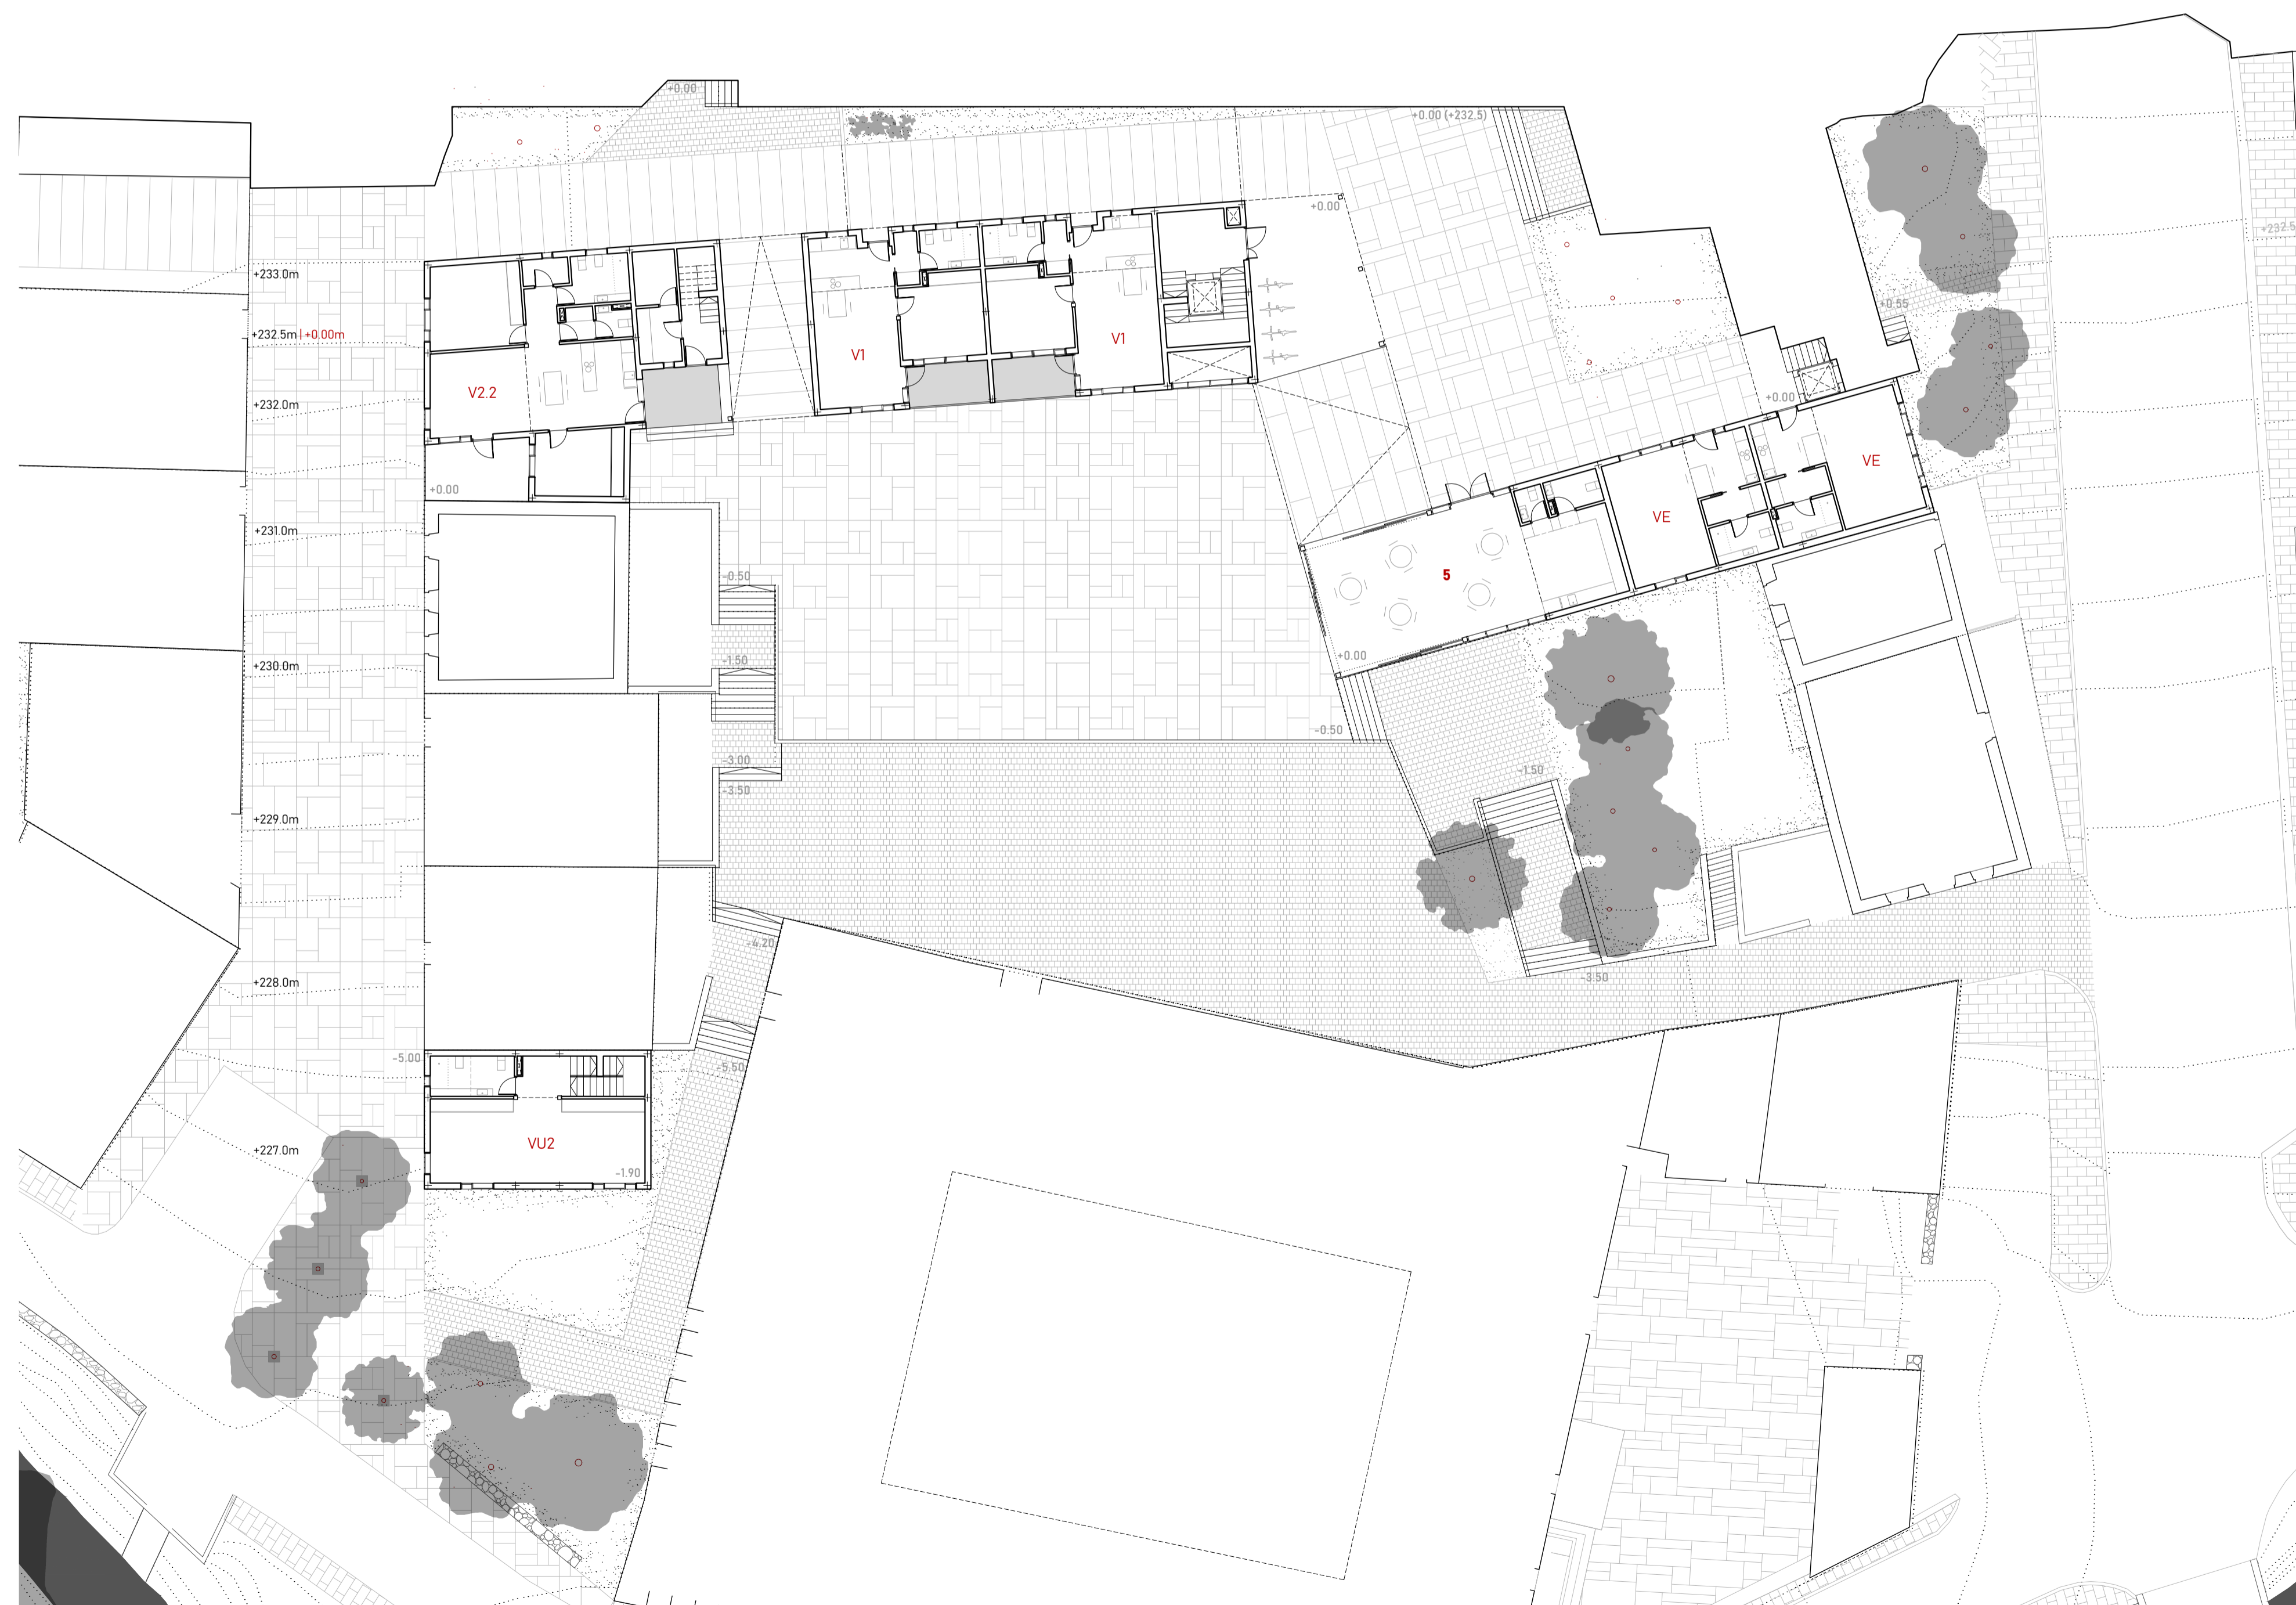 +0.00
+0.00 (+232.5)
+0.00
+232.5
+233.0m
+0.55
+232.5m | +0.00m
V1
V1
V2.2
+232.0m
+0.00
VE
+0.00
VE
+231.0m
-0.50
5
+230.0m
-1.50
+0.00
-0.50
-3.00
-1.50
-3.50
+229.0m
-4.20
+228.0m
-3.50
-5.00
-5.50
VU2
+227.0m
-1.90